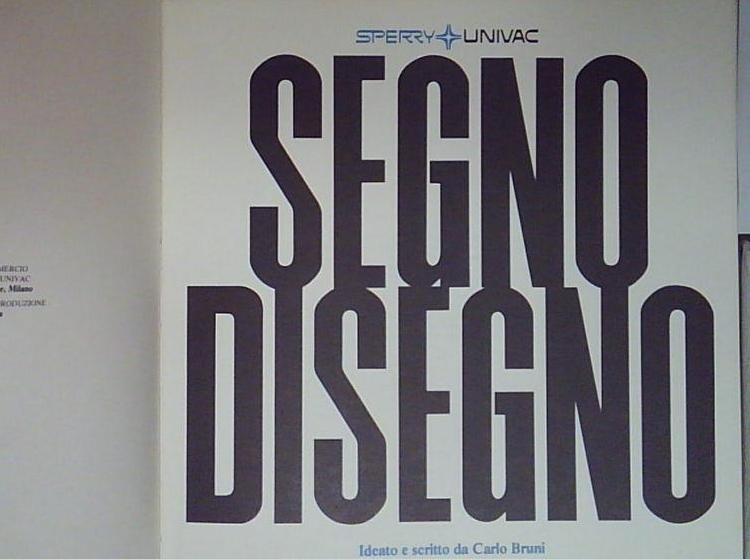 MERCIO
UNIVAC
Milano
RODUZIONE
SPERRY UNIVAC
SEGNO
DISEGNO
Ideato e scritto da Carlo Bruni